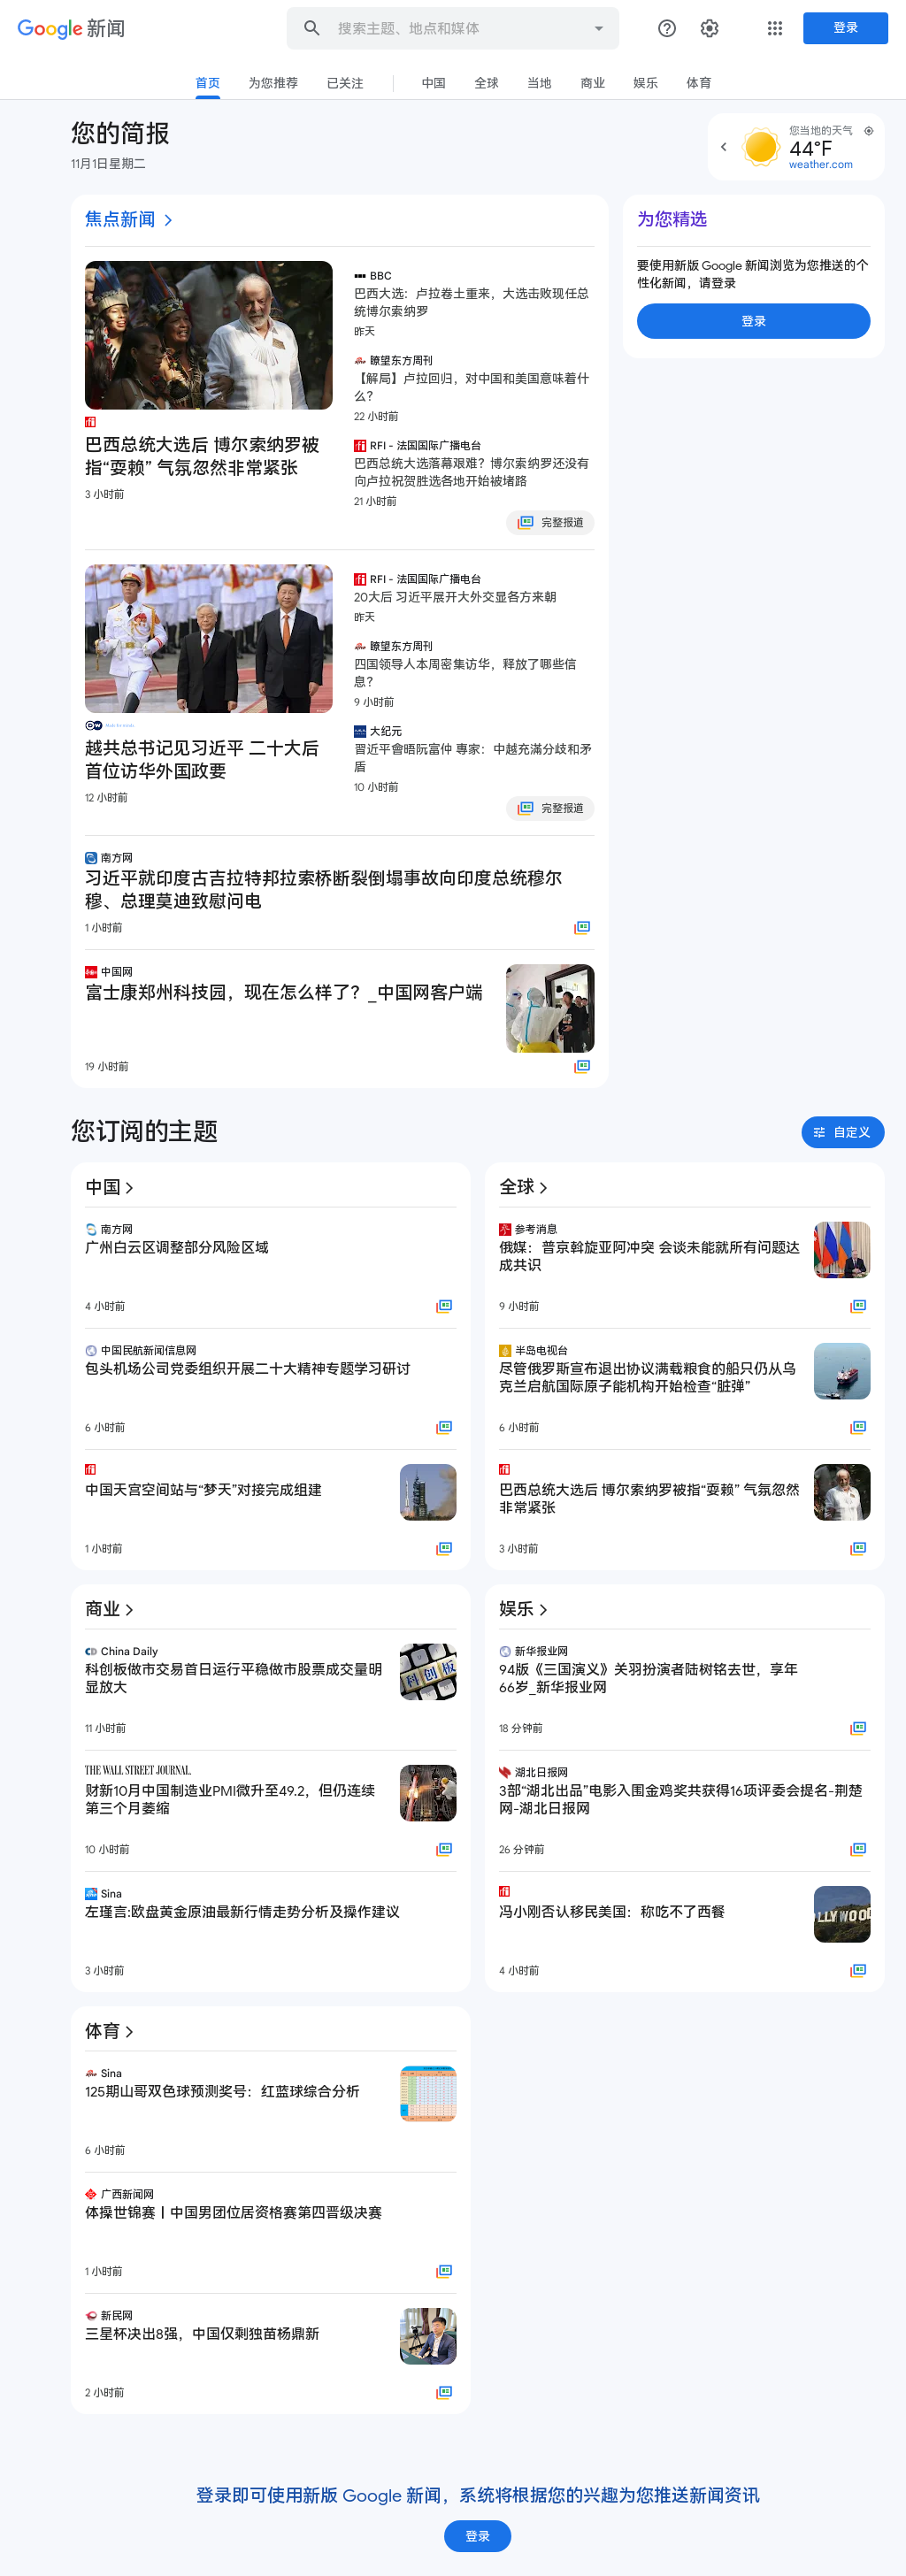 Google 新闻
搜索主题、地点和媒体
登录
首页
为您推荐
已关注
中国
全球
当地
商业
娱乐
体育
您的简报
11月1日星期二
您当地的天气
44°F
weather.com
焦点新闻
巴西总统大选后 博尔索纳罗被
指“耍赖” 气氛忽然非常紧张
3 小时前
BBC
巴西大选：卢拉卷土重来，大选击败现任总
统博尔索纳罗
昨天
瞭望东方周刊
【解局】卢拉回归，对中国和美国意味着什
么？
22 小时前
RFI - 法国国际广播电台
巴西总统大选落幕艰难？博尔索纳罗还没有
向卢拉祝贺胜选各地开始被堵路
21 小时前
完整报道
越共总书记见习近平 二十大后
首位访华外国政要
12 小时前
RFI - 法国国际广播电台
20大后 习近平展开大外交显各方来朝
昨天
瞭望东方周刊
四国领导人本周密集访华，释放了哪些信
息？
9 小时前
大纪元
習近平會晤阮富仲 專家：中越充滿分歧和矛
盾
10 小时前
完整报道
南方网
习近平就印度古吉拉特邦拉索桥断裂倒塌事故向印度总统穆尔
穆、总理莫迪致慰问电
1 小时前
中国网
富士康郑州科技园，现在怎么样了？_中国网客户端
19 小时前
为您精选
要使用新版 Google 新闻浏览为您推送的个
性化新闻，请登录
登录
您订阅的主题
自定义
中国
南方网
广州白云区调整部分风险区域
4 小时前
中国民航新闻信息网
包头机场公司党委组织开展二十大精神专题学习研讨
6 小时前
中国天宫空间站与“梦天”对接完成组建
1 小时前
全球
参考消息
俄媒：普京斡旋亚阿冲突 会谈未能就所有问题达
成共识
9 小时前
半岛电视台
尽管俄罗斯宣布退出协议满载粮食的船只仍从乌
克兰启航国际原子能机构开始检查“脏弹”
6 小时前
巴西总统大选后 博尔索纳罗被指“耍赖” 气氛忽然
非常紧张
3 小时前
商业
China Daily
科创板做市交易首日运行平稳做市股票成交量明
显放大
科创板
11 小时前
THE WALL STREET JOURNAL.
财新10月中国制造业PMI微升至49.2，但仍连续
第三个月萎缩
10 小时前
Sina
左瑾言:欧盘黄金原油最新行情走势分析及操作建议
3 小时前
娱乐
新华报业网
94版《三国演义》关羽扮演者陆树铭去世，享年
66岁_新华报业网
18 分钟前
湖北日报网
3部“湖北出品”电影入围金鸡奖共获得16项评委会提名-荆楚
网-湖北日报网
26 分钟前
冯小刚否认移民美国：称吃不了西餐
4 小时前
体育
Sina
125期山哥双色球预测奖号：红蓝球综合分析
6 小时前
广西新闻网
体操世锦赛丨中国男团位居资格赛第四晋级决赛
1 小时前
新民网
三星杯决出8强，中国仅剩独苗杨鼎新
2 小时前
登录即可使用新版 Google 新闻，系统将根据您的兴趣为您推送新闻资讯
登录